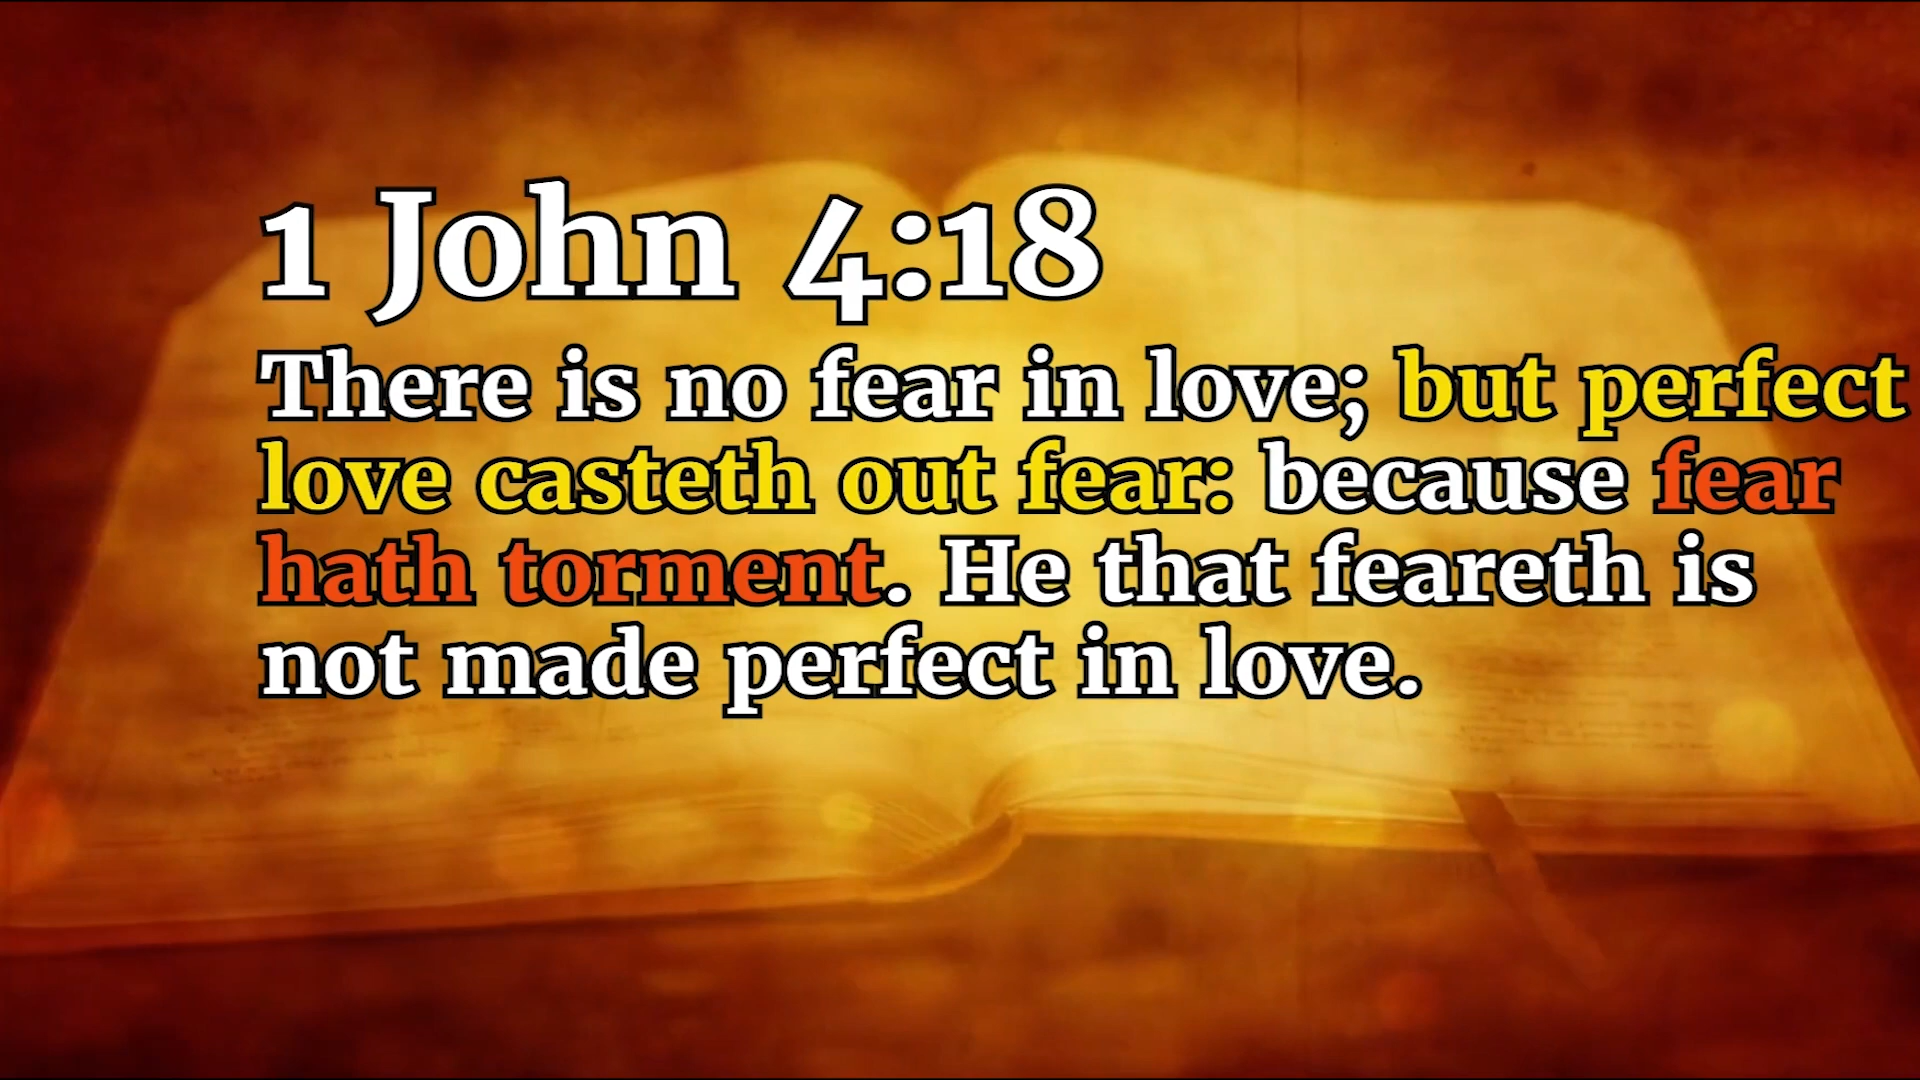 1 John 4:18
There is no fear in love; but perfect
love casteth out fear: because fear
hath torment. He that feareth is
not made perfect in love.